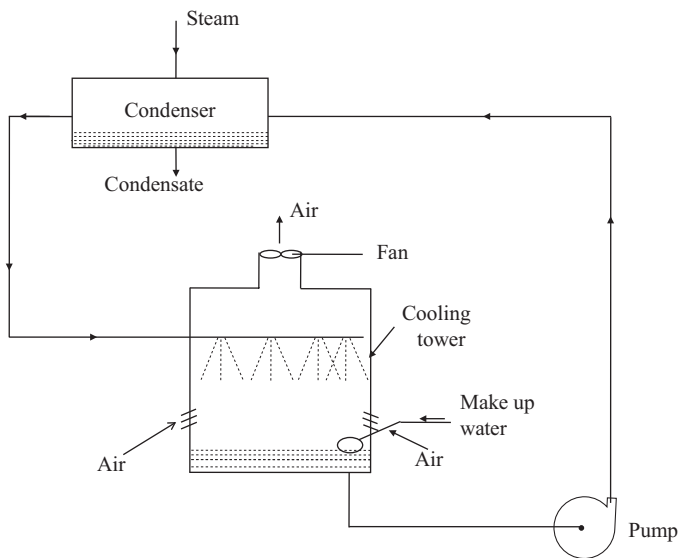 Steam
Condenser
Condensate
Air
Fan
Cooling
tower
Make up
water
Air
Air
Pump